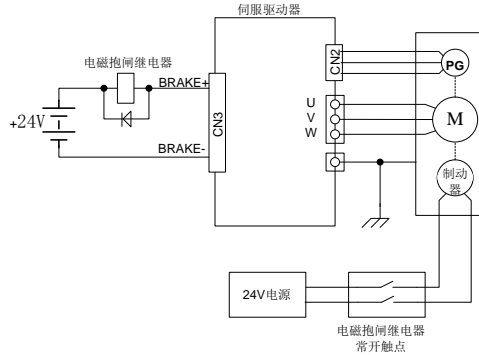 伺服驱动器
电磁抱闸继电器
BRAKE+
CN2
PG
+24V
CN3
U
V
W
M
BRAKE-
制动
器
24V电源
电磁抱闸继电器
常开触点